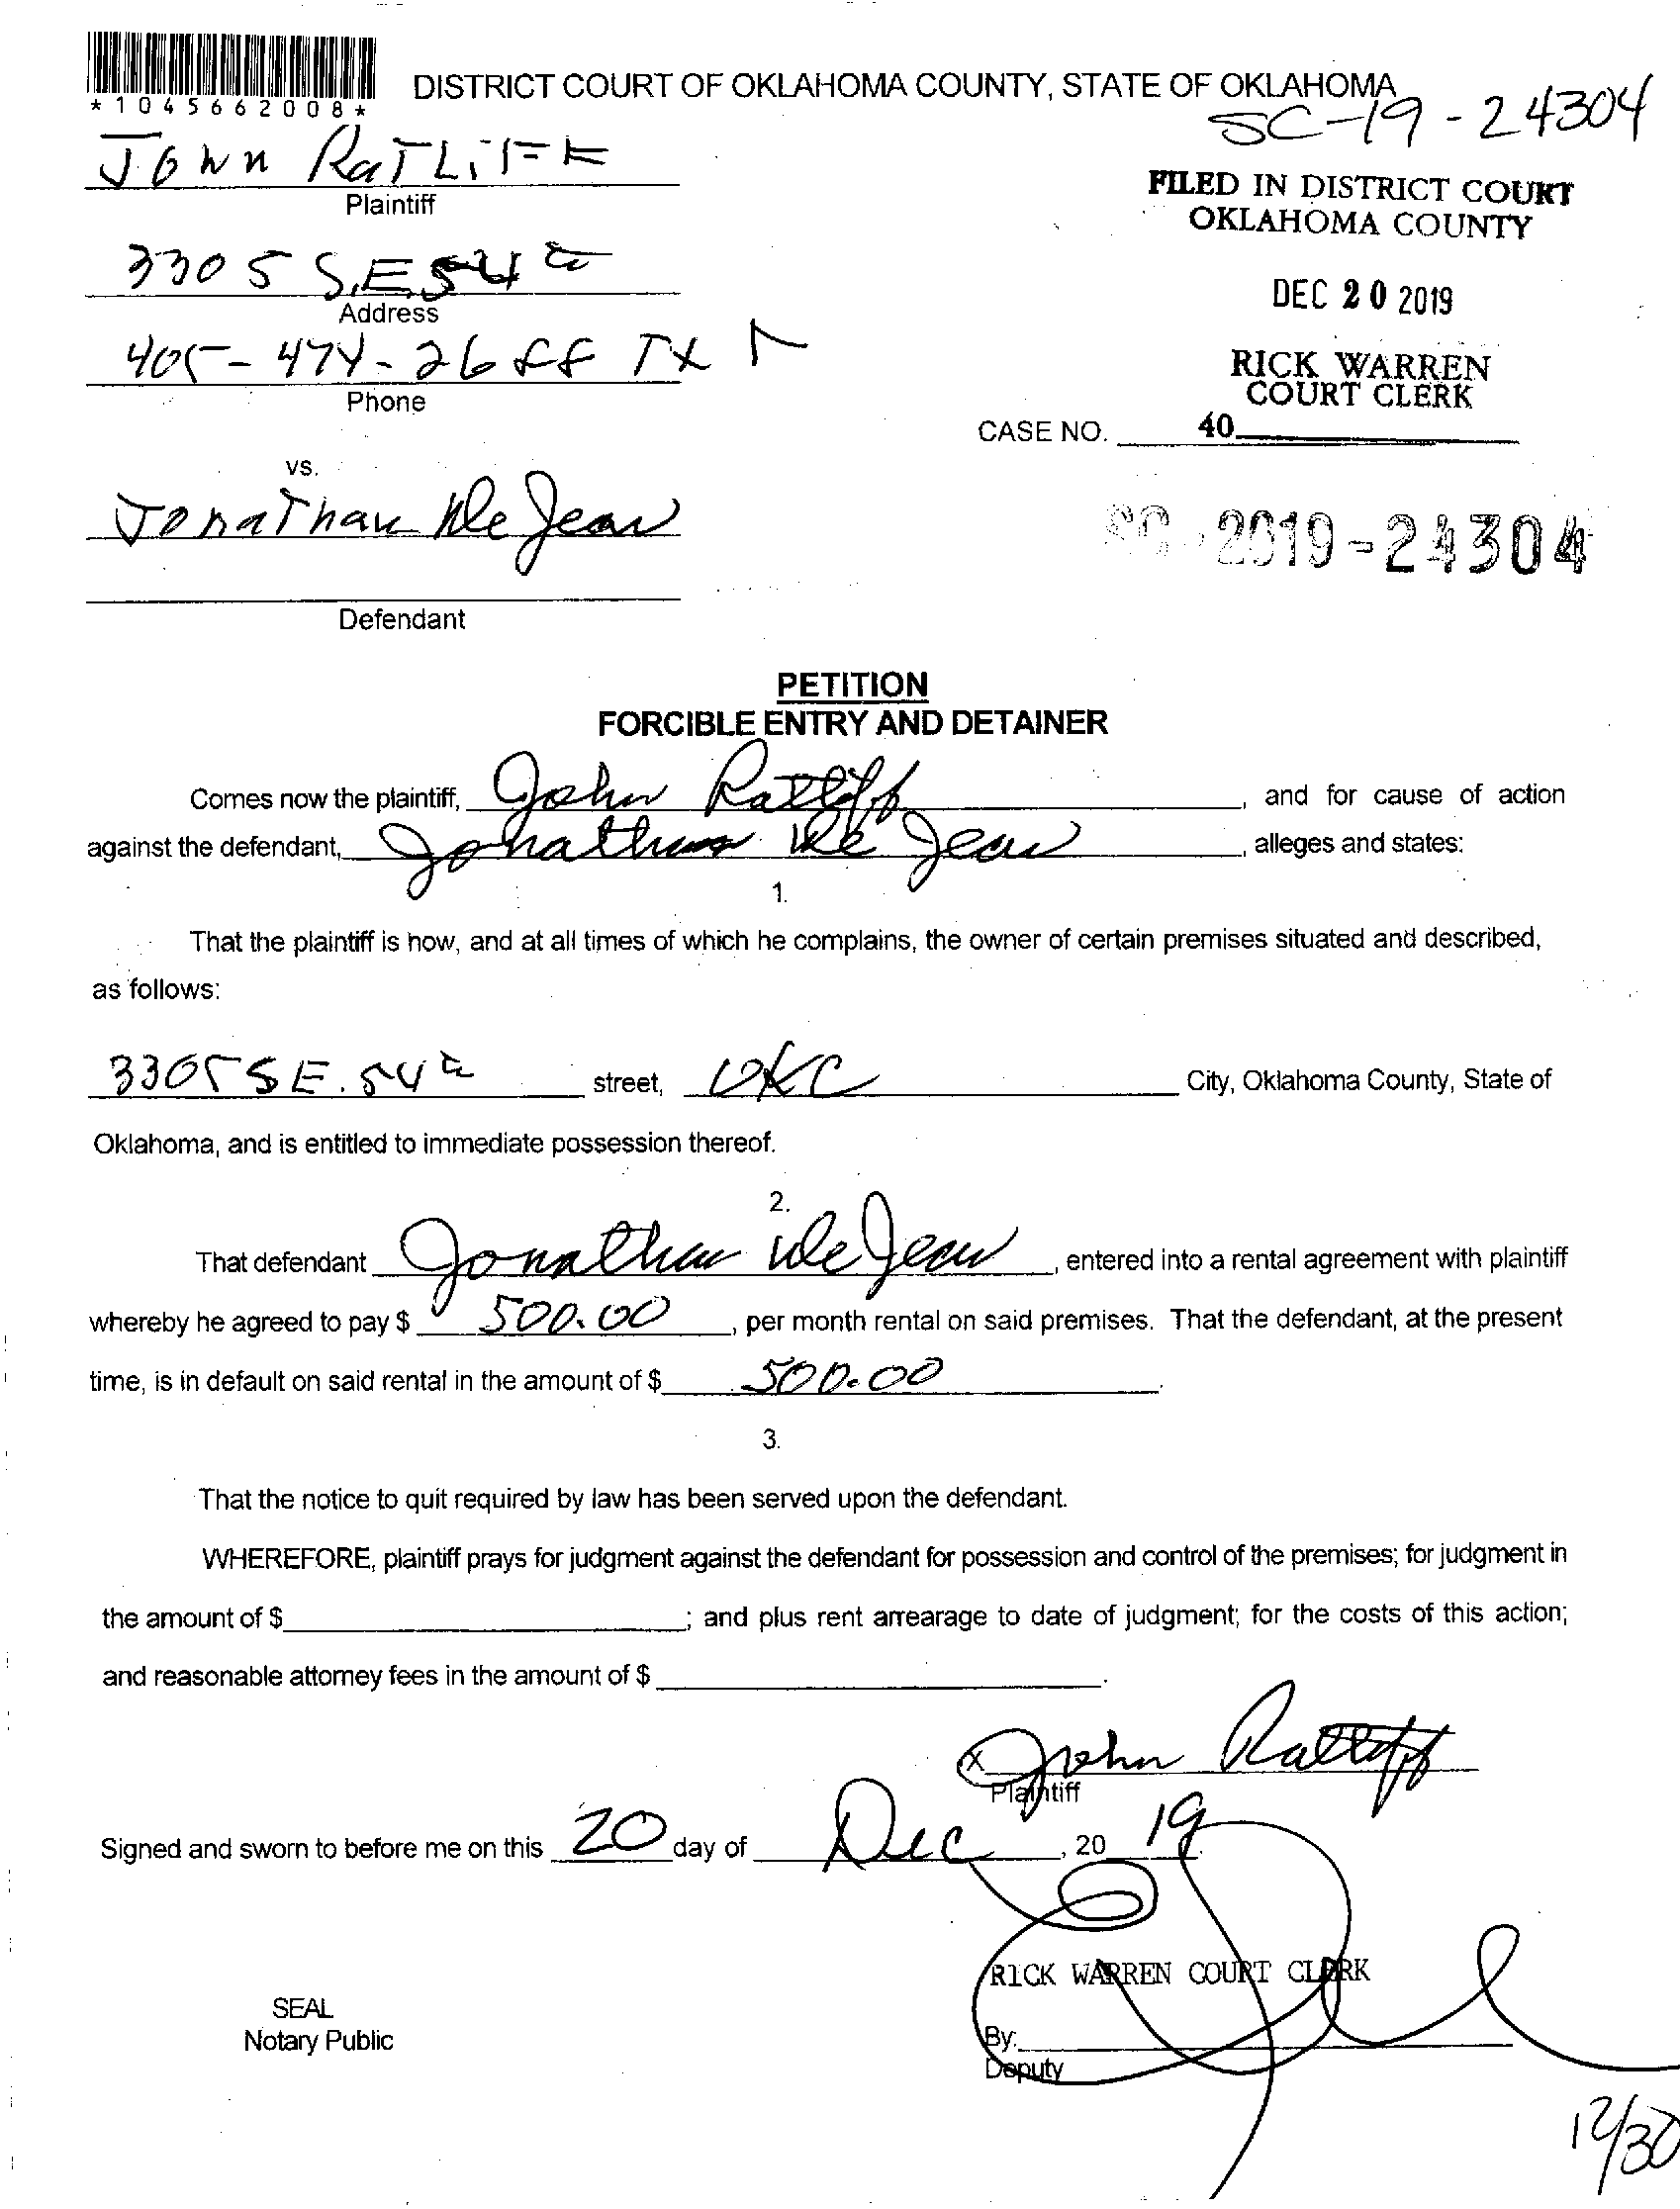 *1045662008*
DISTRICT COURT OF OKLAHOMA COUNTY, STATE OF OKLAHOMA
SC-19-24304
John RATLiFF
Plaintiff
FILED IN DISTRICT COURT
OKLAHOMA COUNTY
3305 S.E. 54
Address
DEC 20 2019
405-474-26 TX
Phone
RICK WARREN
COURT CLERK
CASE NO. 40
vs.
JonaThan DeJean
SC-2019-24304
Defendant
PETITION
FORCIBLE ENTRY AND DETAINER
Comes now the plaintiff, John Ratliff, and for cause of action
against the defendant, Jonathan De Jean, alleges and states:
1.
That the plaintiff is now, and at all times of which he complains, the owner of certain premises situated and described,
as follows:
3305 SE. 54 street, OKC City, Oklahoma County, State of
Oklahoma, and is entitled to immediate possession thereof.
2.
That defendant Jonathan DeJean, entered into a rental agreement with plaintiff
whereby he agreed to pay $ 500.00, per month rental on said premises. That the defendant, at the present
time, is in default on said rental in the amount of $ 500.00.
3.
That the notice to quit required by law has been served upon the defendant.
WHEREFORE, plaintiff prays for judgment against the defendant for possession and control of the premises; for judgment in
the amount of $ ; and plus rent arrearage to date of judgment; for the costs of this action;
and reasonable attorney fees in the amount of $ .
X John Ratliff
Plaintiff
Signed and sworn to before me on this 20 day of Dec, 20 19.
RICK WARREN COURT CLERK
SEAL
Notary Public
By:
Deputy
12/30